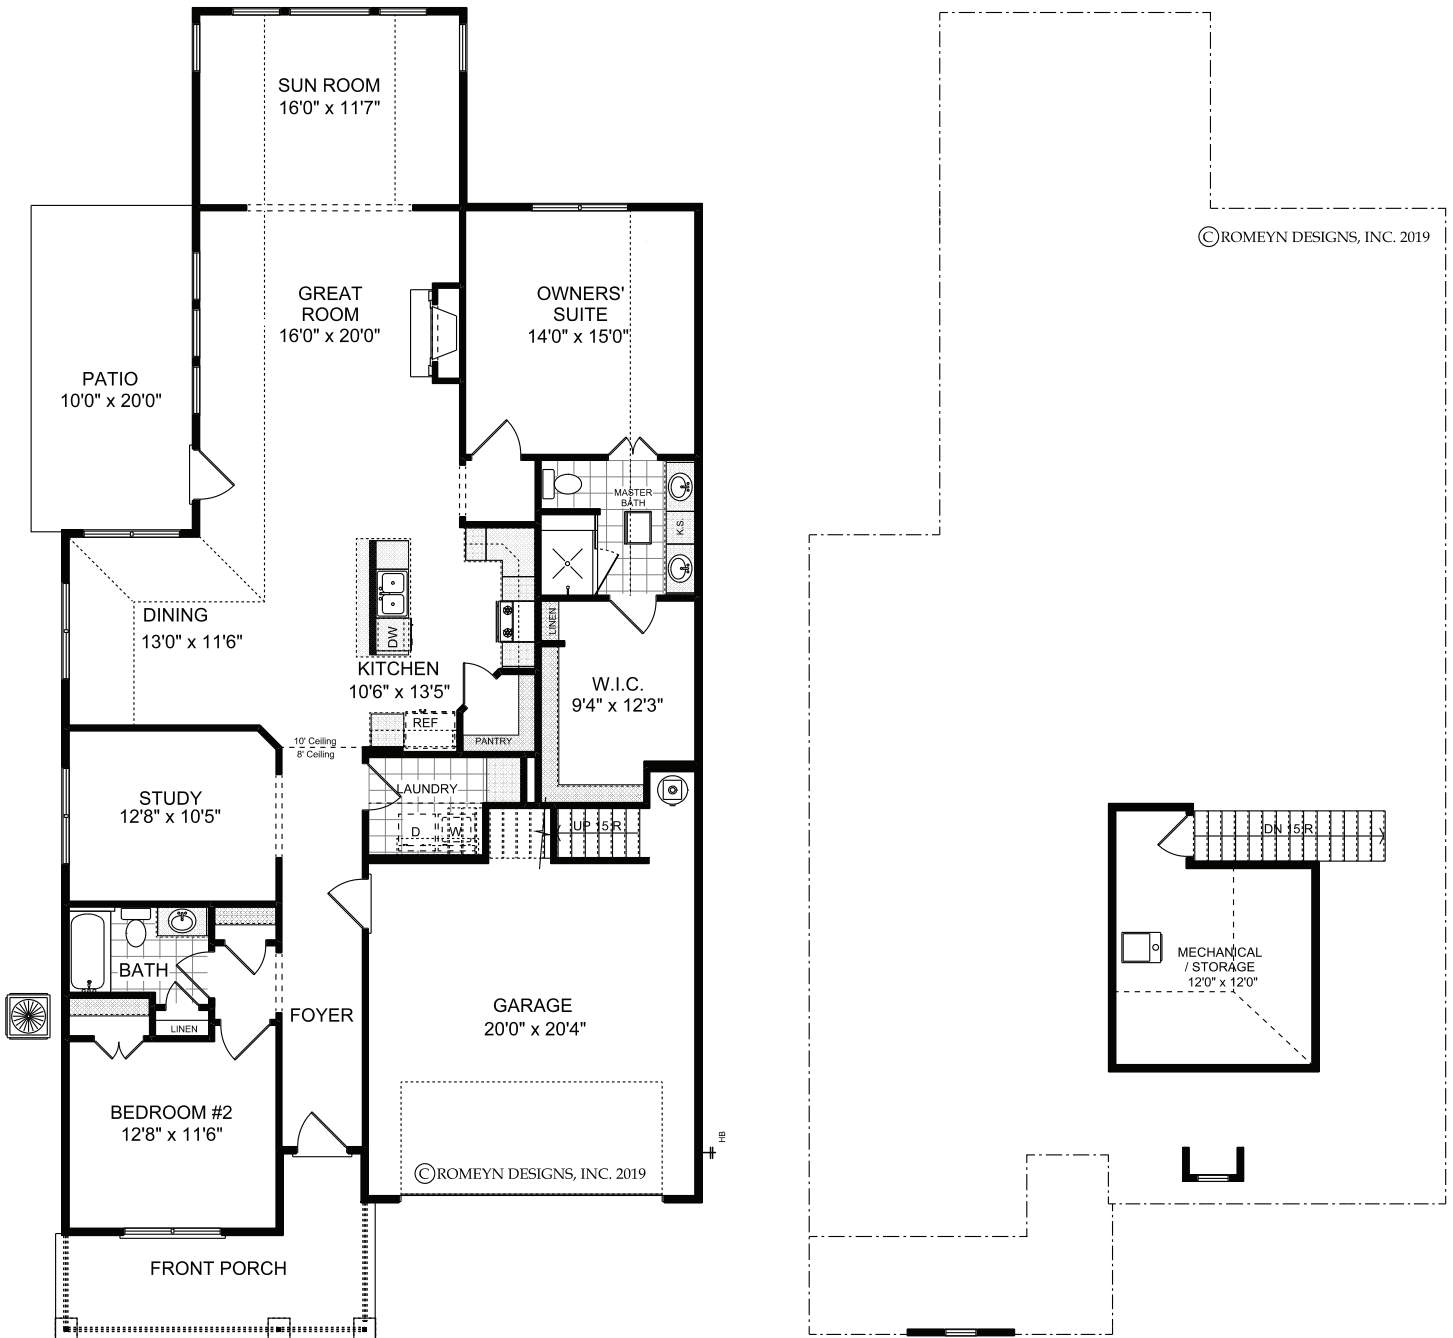 SUN ROOM
16'0" x 11'7"
©ROMEYN DESIGNS, INC. 2019
GREAT
ROOM
16'0" x 20'0"
OWNERS'
SUITE
14'0" x 15'0"
PATIO
10'0" x 20'0"
MASTER
BATH
K.S.
DINING
13'0" x 11'6"
LINEN
DW
KITCHEN
10'6" x 13'5"
W.I.C.
9'4" x 12'3"
REF
PANTRY
10' Ceiling
8' Ceiling
STUDY
12'8" x 10'5"
LAUNDRY
D
W
UP 15 R
DN 15 R
BATH
LINEN
FOYER
GARAGE
20'0" x 20'4"
MECHANICAL
/ STORAGE
12'0" x 12'0"
BEDROOM #2
12'8" x 11'6"
HB
©ROMEYN DESIGNS, INC. 2019
FRONT PORCH